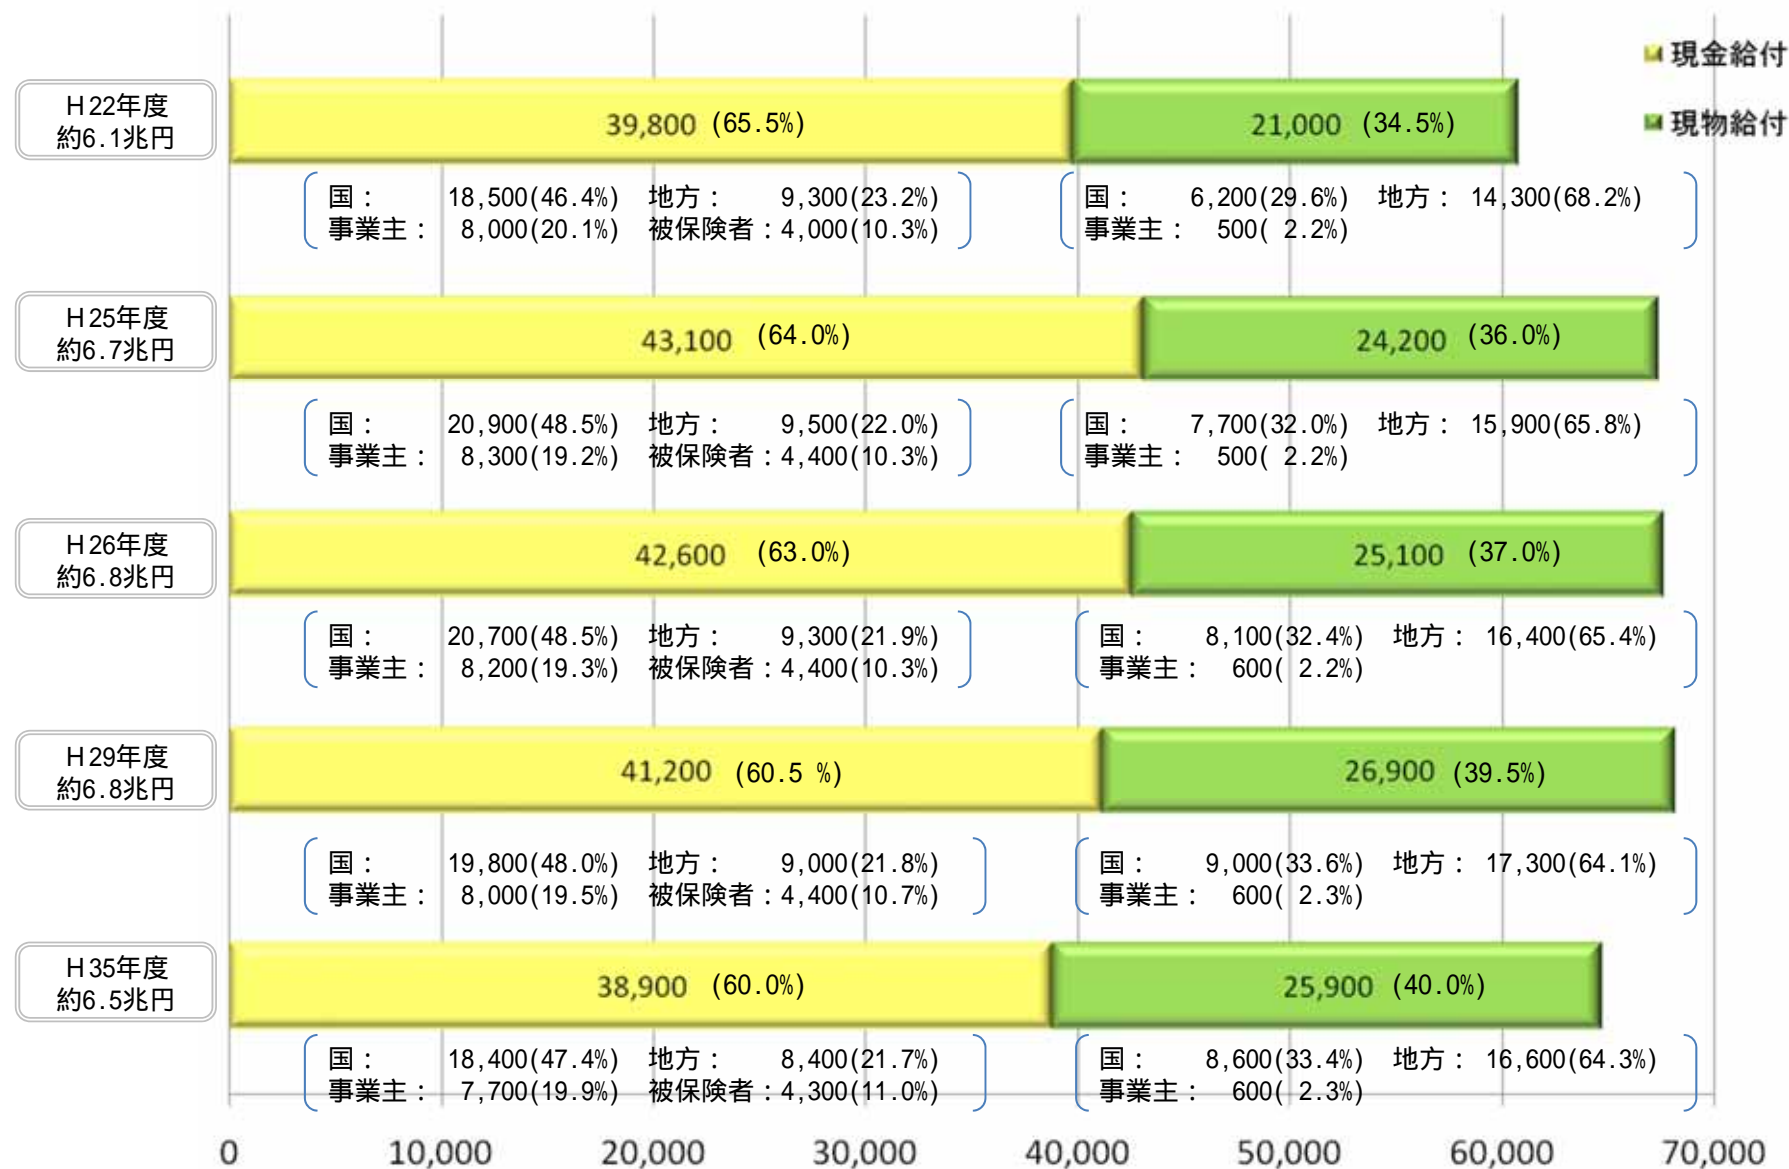 現金給付
現物給付
H22年度
約6.1兆円
39,800 (65.5%) 21,000 (34.5%)
国： 18,500(46.4%) 地方： 9,300(23.2%)
事業主： 8,000(20.1%) 被保険者：4,000(10.3%)
国： 6,200(29.6%) 地方：14,300(68.2%)
事業主： 500( 2.2%)
H25年度
約6.7兆円
43,100 (64.0%) 24,200 (36.0%)
国： 20,900(48.5%) 地方： 9,500(22.0%)
事業主： 8,300(19.2%) 被保険者：4,400(10.3%)
国： 7,700(32.0%) 地方：15,900(65.8%)
事業主： 500( 2.2%)
H26年度
約6.8兆円
42,600 (63.0%) 25,100 (37.0%)
国： 20,700(48.5%) 地方： 9,300(21.9%)
事業主： 8,200(19.3%) 被保険者：4,400(10.3%)
国： 8,100(32.4%) 地方：16,400(65.4%)
事業主： 600( 2.2%)
H29年度
約6.8兆円
41,200 (60.5 %) 26,900 (39.5%)
国： 19,800(48.0%) 地方： 9,000(21.8%)
事業主： 8,000(19.5%) 被保険者：4,400(10.7%)
国： 9,000(33.6%) 地方：17,300(64.1%)
事業主： 600( 2.3%)
H35年度
約6.5兆円
38,900 (60.0%) 25,900 (40.0%)
国： 18,400(47.4%) 地方： 8,400(21.7%)
事業主： 7,700(19.9%) 被保険者：4,300(11.0%)
国： 8,600(33.4%) 地方：16,600(64.3%)
事業主： 600( 2.3%)
0 10,000 20,000 30,000 40,000 50,000 60,000 70,000